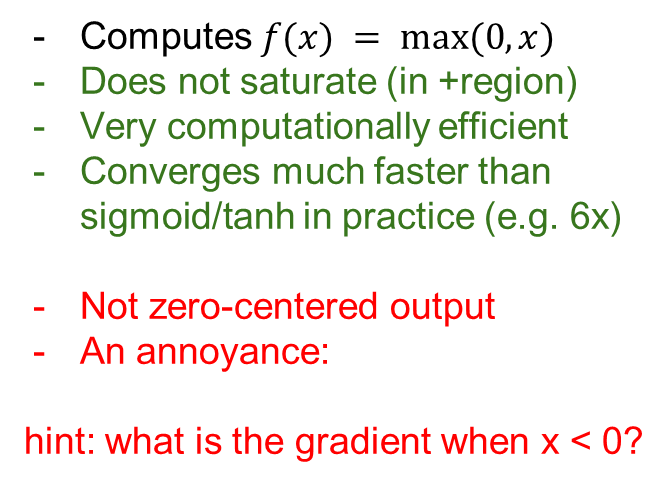 - Computes f(x) = max(0, x)
- Does not saturate (in +region)
- Very computationally efficient
- Converges much faster than
sigmoid/tanh in practice (e.g. 6x)
- Not zero-centered output
- An annoyance:
hint: what is the gradient when x < 0?